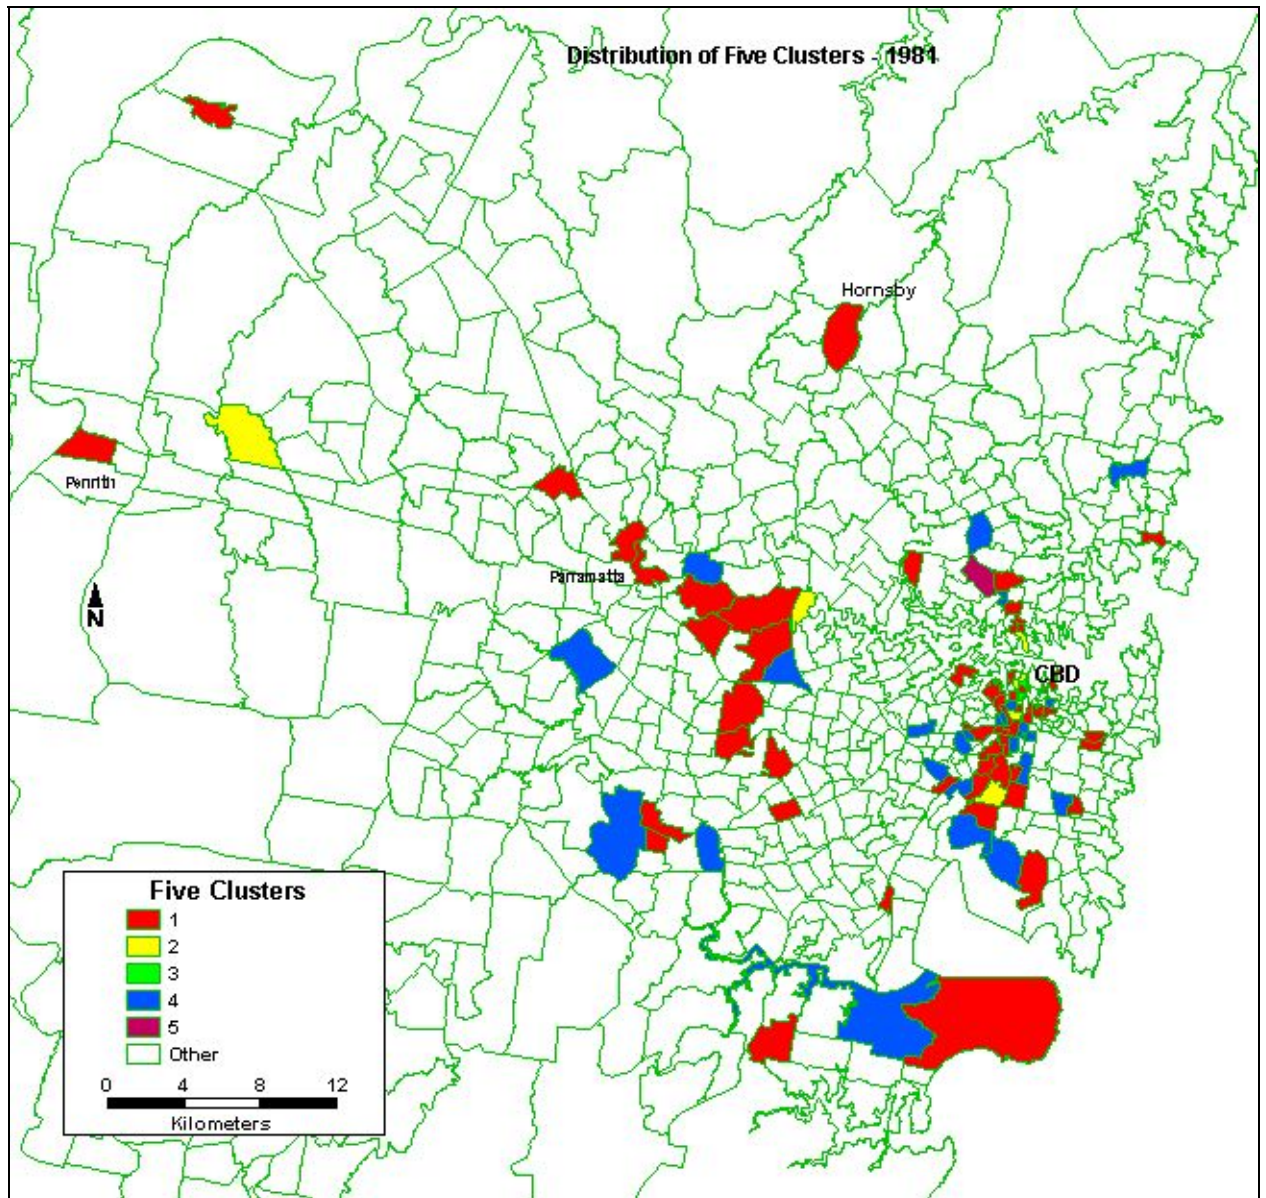 Distribution of Five Clusters - 1981
Hornsby
Penrith
Parramatta
N
CBD
Five Clusters
1
2
3
4
5
Other
0 4 8 12
Kilometers